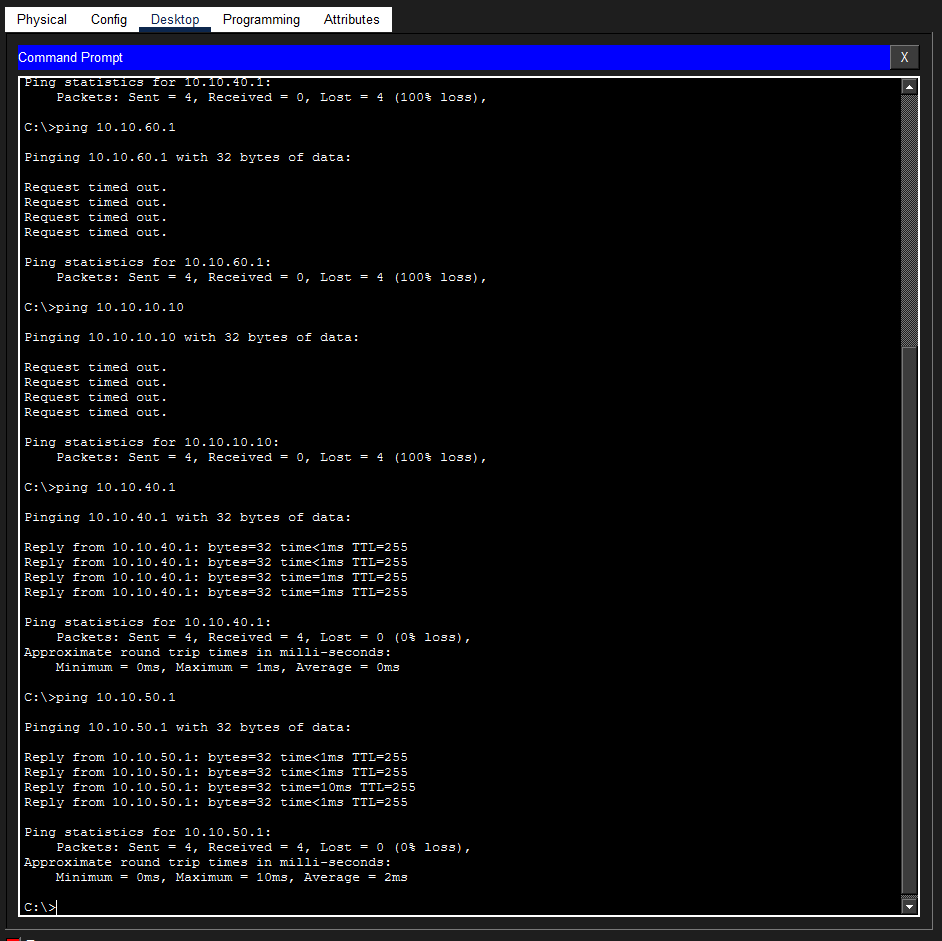 Physical Config Desktop Programming Attributes
Command Prompt X
Ping statistics for 10.10.40.1:
    Packets: Sent = 4, Received = 0, Lost = 4 (100% loss),
C:\>ping 10.10.60.1
Pinging 10.10.60.1 with 32 bytes of data:
Request timed out.
Request timed out.
Request timed out.
Request timed out.
Ping statistics for 10.10.60.1:
    Packets: Sent = 4, Received = 0, Lost = 4 (100% loss),
C:\>ping 10.10.10.10
Pinging 10.10.10.10 with 32 bytes of data:
Request timed out.
Request timed out.
Request timed out.
Request timed out.
Ping statistics for 10.10.10.10:
    Packets: Sent = 4, Received = 0, Lost = 4 (100% loss),
C:\>ping 10.10.40.1
Pinging 10.10.40.1 with 32 bytes of data:
Reply from 10.10.40.1: bytes=32 time<1ms TTL=255
Reply from 10.10.40.1: bytes=32 time<1ms TTL=255
Reply from 10.10.40.1: bytes=32 time=1ms TTL=255
Reply from 10.10.40.1: bytes=32 time=1ms TTL=255
Ping statistics for 10.10.40.1:
    Packets: Sent = 4, Received = 4, Lost = 0 (0% loss),
Approximate round trip times in milli-seconds:
    Minimum = 0ms, Maximum = 1ms, Average = 0ms
C:\>ping 10.10.50.1
Pinging 10.10.50.1 with 32 bytes of data:
Reply from 10.10.50.1: bytes=32 time<1ms TTL=255
Reply from 10.10.50.1: bytes=32 time<1ms TTL=255
Reply from 10.10.50.1: bytes=32 time=10ms TTL=255
Reply from 10.10.50.1: bytes=32 time<1ms TTL=255
Ping statistics for 10.10.50.1:
    Packets: Sent = 4, Received = 4, Lost = 0 (0% loss),
Approximate round trip times in milli-seconds:
    Minimum = 0ms, Maximum = 10ms, Average = 2ms
C:\>